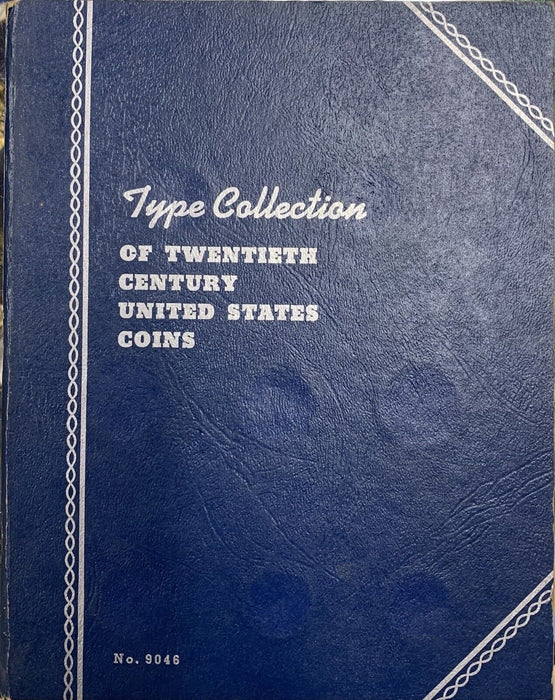 Type Collection
OF TWENTIETH
CENTURY
UNITED STATES
COINS
No. 9046